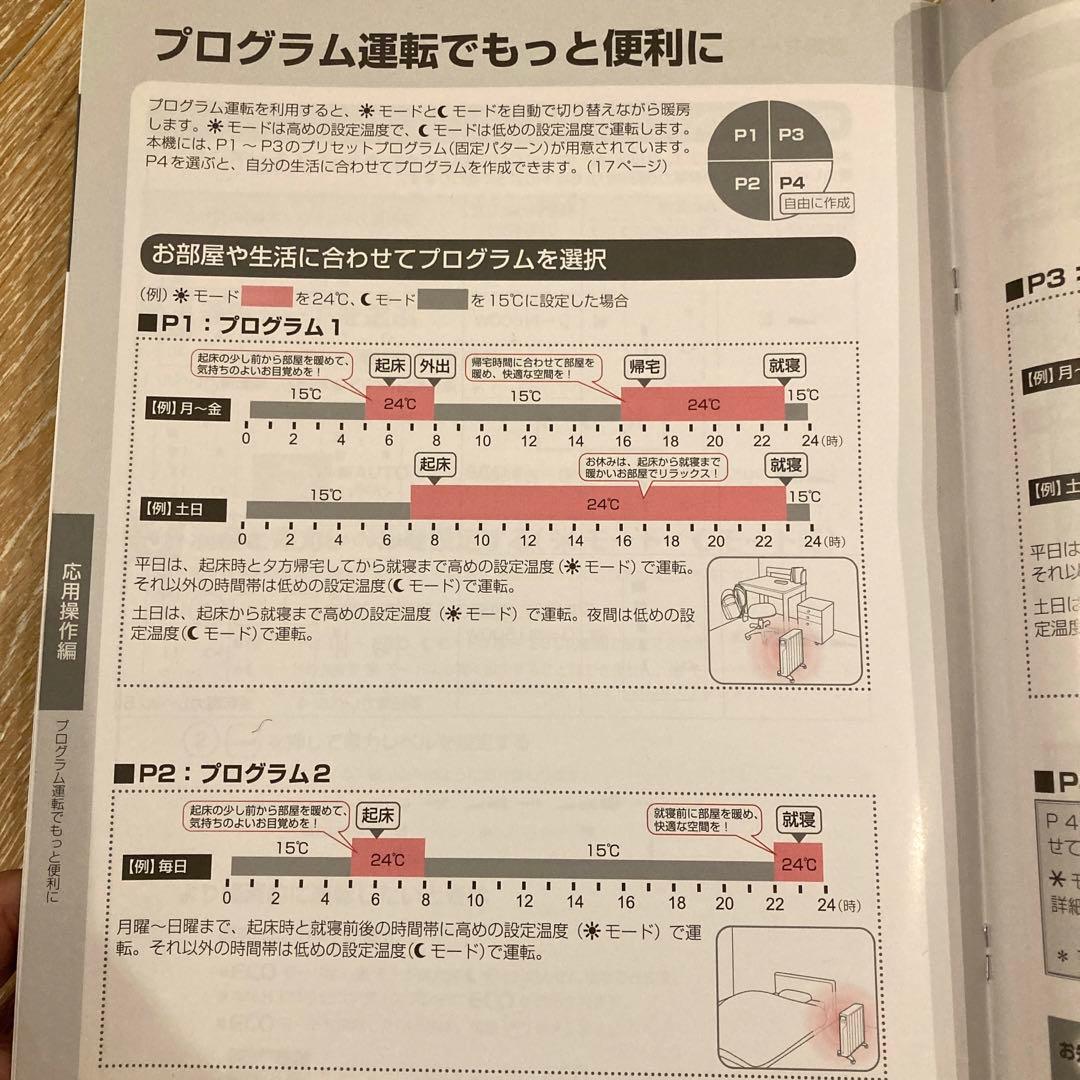 プログラム運転でもっと便利に
プログラム運転を利用すると、☀モードと☾モードを自動で切り替えながら暖房
します。☀モードは高めの設定温度で、☾モードは低めの設定温度で運転します。
本機には、P1～P3のプリセットプログラム(固定パターン)が用意されています。
P4を選ぶと、自分の生活に合わせてプログラムを作成できます。(17ページ)
P1 P3
P2 P4
自由に作成
お部屋や生活に合わせてプログラムを選択
(例)☀モード を24℃、☾モード を15℃に設定した場合
■P1：プログラム1
起床の少し前から部屋を暖めて、
気持ちのよいお目覚めを！
起床 外出
帰宅時間に合わせて部屋を
暖め、快適な空間を！
帰宅 就寝
【例】月～金
15℃ 24℃ 15℃ 24℃ 15℃
0 2 4 6 8 10 12 14 16 18 20 22 24(時)
起床
お休みは、起床から就寝まで
暖かいお部屋でリラックス！
就寝
【例】土日
15℃ 24℃ 15℃
0 2 4 6 8 10 12 14 16 18 20 22 24(時)
平日は、起床時と夕方帰宅してから就寝まで高めの設定温度(☀モード)で運転。
それ以外の時間帯は低めの設定温度(☾モード)で運転。
土日は、起床から就寝まで高めの設定温度(☀モード)で運転。夜間は低めの設
定温度(☾モード)で運転。
■P2：プログラム2
起床の少し前から部屋を暖めて、
気持ちのよいお目覚めを！
起床
就寝前に部屋を暖め、
快適な空間を！
就寝
【例】毎日
15℃ 24℃ 15℃ 24℃
0 2 4 6 8 10 12 14 16 18 20 22 24(時)
月曜～日曜まで、起床時と就寝前後の時間帯に高めの設定温度(☀モード)で運
転。それ以外の時間帯は低めの設定温度(☾モード)で運転。
応用操作編
プログラム運転でもっと便利に
■P3：
【例】月～
【例】土
平日は
それ以
土日は
定温度
■P
P4
せて
詳細